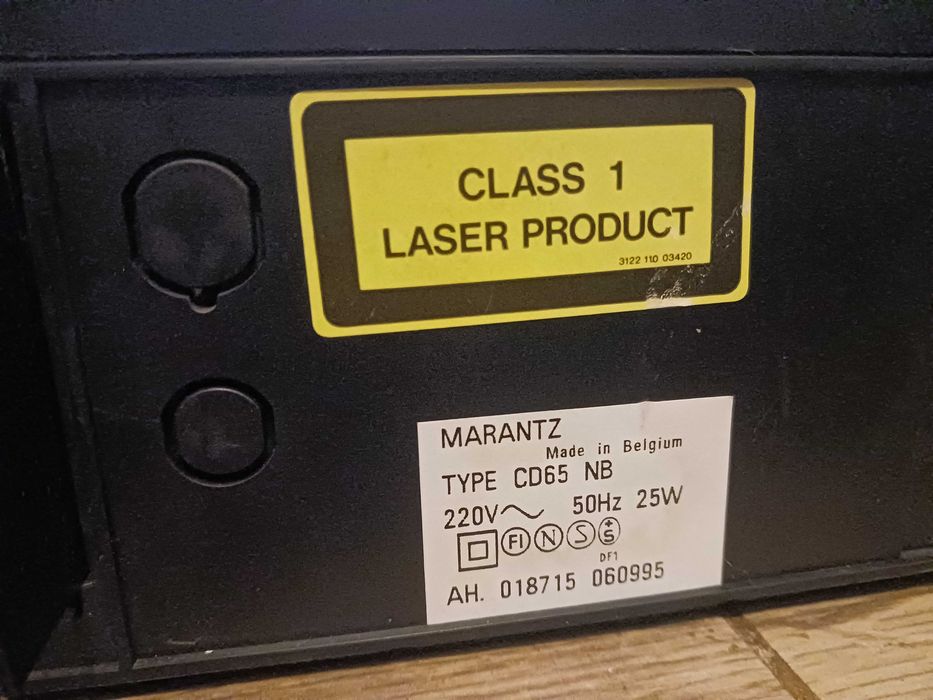 CLASS 1
LASER PRODUCT
3122 110 03420
MARANTZ
Made in Belgium
TYPE CD65 NB
220V~ 50Hz 25W
FI N S +S
DF1
AH. 018715 060995